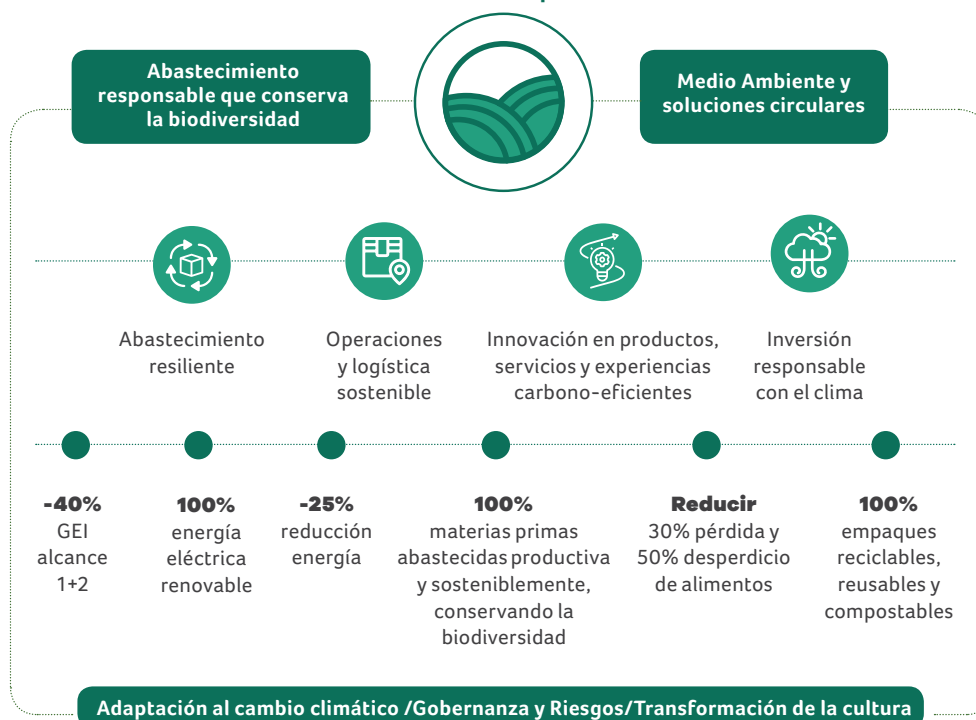 Abastecimiento
responsable que conserva
la biodiversidad
Medio Ambiente y
soluciones circulares
Abastecimiento
resiliente
Operaciones
y logística
sostenible
Innovación en productos,
servicios y experiencias
carbono-eficientes
Inversión
responsable
con el clima
-40%
GEI
alcance
1+2
100%
energía
eléctrica
renovable
-25%
reducción
energía
100%
materias primas
abastecidas productiva
y sosteniblemente,
conservando la
biodiversidad
Reducir
30% pérdida y
50% desperdicio
de alimentos
100%
empaques
reciclables,
reusables y
compostables
Adaptación al cambio climático /Gobernanza y Riesgos/Transformación de la cultura